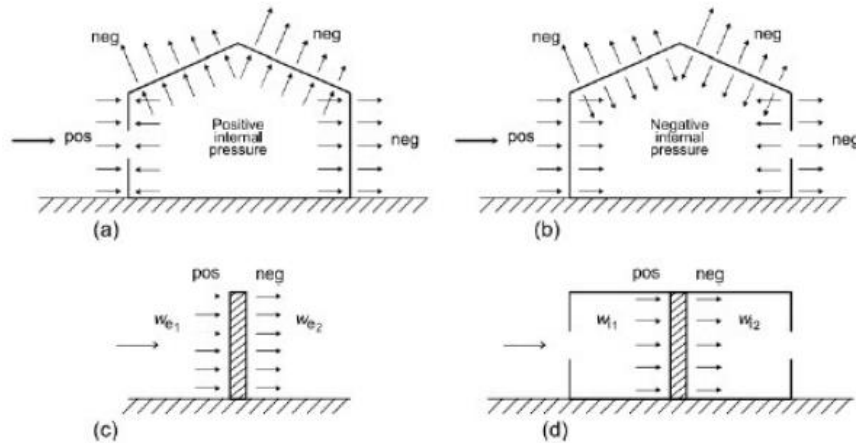 neg
neg
pos
Positive
internal
pressure
neg
(a)
neg
neg
pos
Negative
internal
pressure
neg
(b)
pos
neg
We1
We2
(c)
pos
neg
Wi1
Wi2
(d)